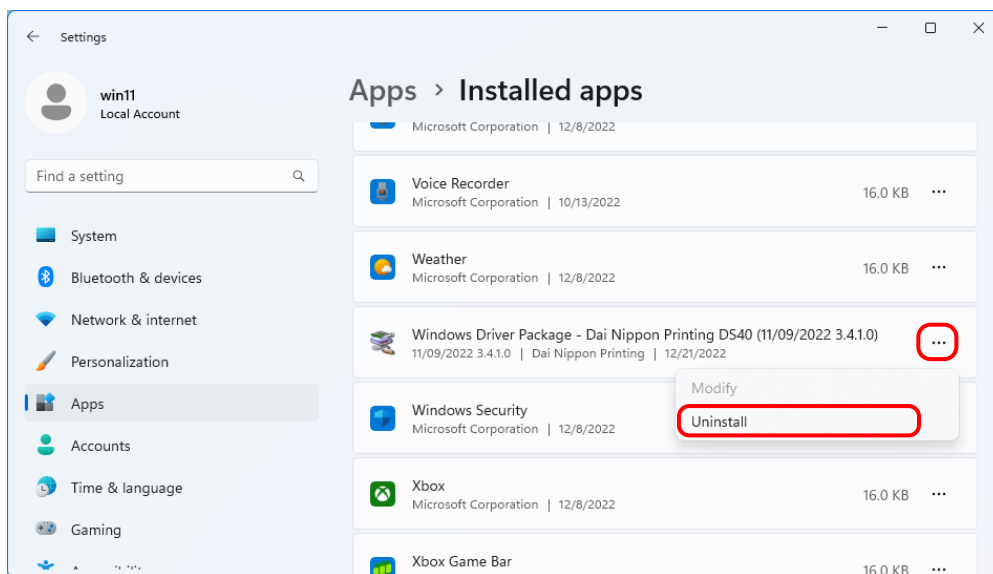 Settings
win11
Local Account
Find a setting
System
Bluetooth & devices
Network & internet
Personalization
Apps
Accounts
Time & language
Gaming
Apps > Installed apps
Microsoft Corporation | 12/8/2022
Voice Recorder
Microsoft Corporation | 10/13/2022
16.0 KB
Weather
Microsoft Corporation | 12/8/2022
16.0 KB
Windows Driver Package - Dai Nippon Printing DS40 (11/09/2022 3.4.1.0)
11/09/2022 3.4.1.0 | Dai Nippon Printing | 12/21/2022
Modify
Uninstall
Windows Security
Microsoft Corporation | 12/8/2022
Xbox
Microsoft Corporation | 12/8/2022
16.0 KB
Xbox Game Bar
16.0 KB